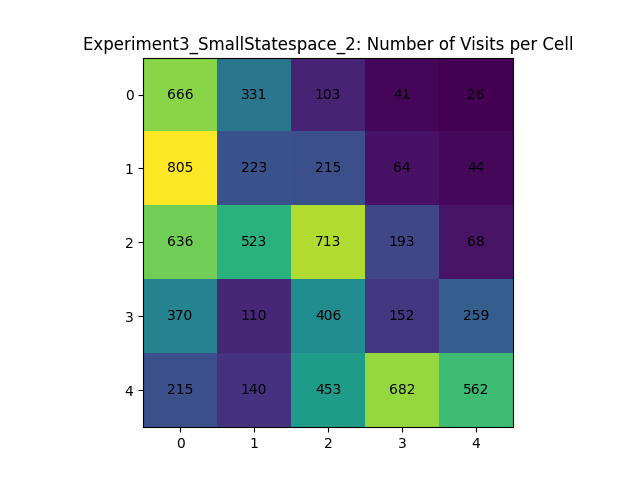 Experiment3_SmallStatespace_2: Number of Visits per Cell
0 666 331 103 41 26
1 805 223 215 64 44
2 636 523 713 193 68
3 370 110 406 152 259
4 215 140 453 682 562
0 1 2 3 4